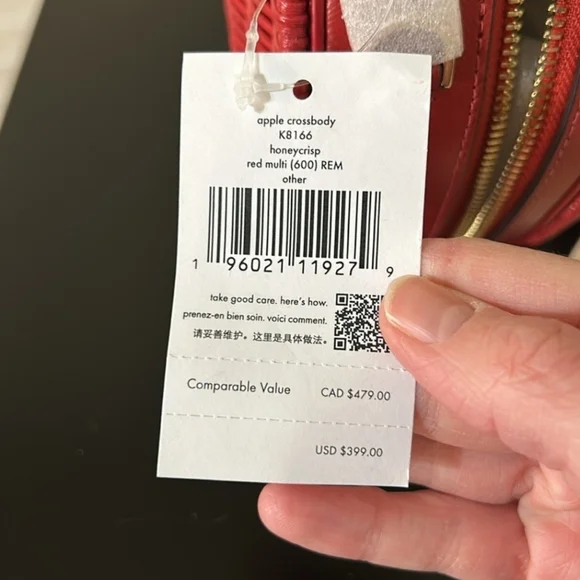 apple crossbody
K8166
honeycrisp
red multi (600) REM
other
1 96021 11927 9
take good care. here's how.
prenez-en bien soin. voici comment.
请妥善维护。这里是具体做法。
Comparable Value CAD $479.00
USD $399.00